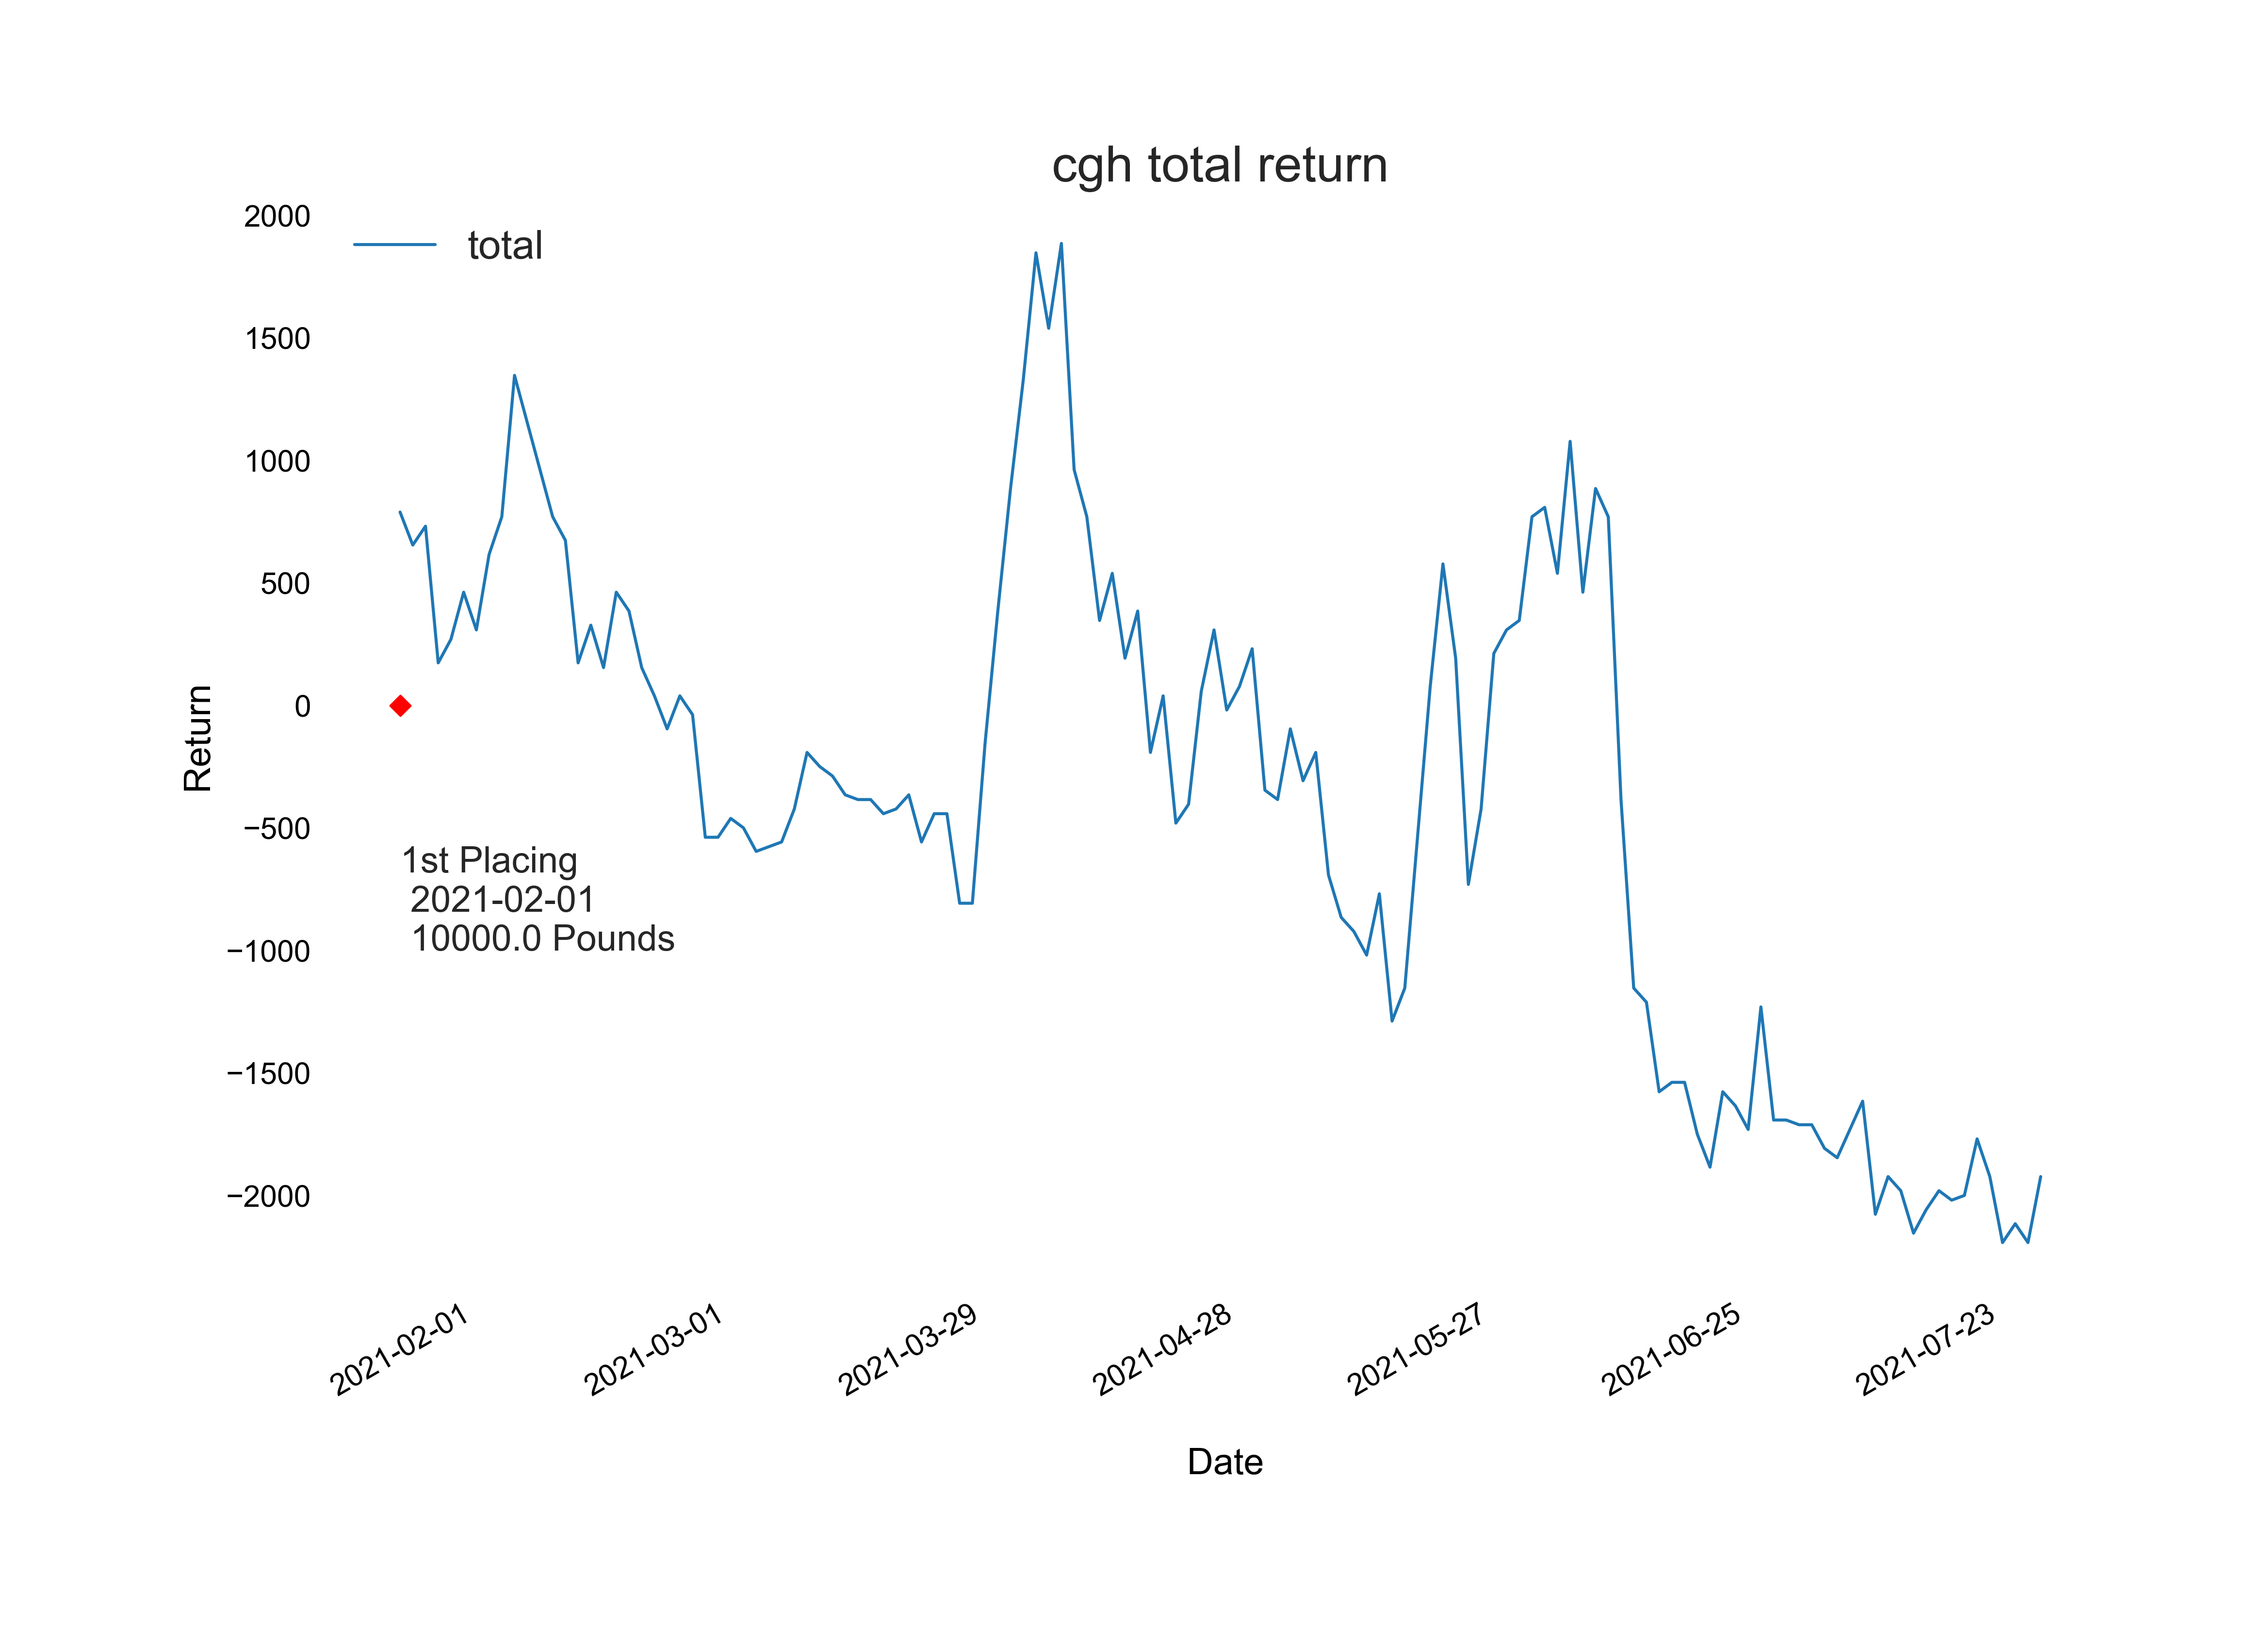 cgh total return
total
2000
1500
1000
500
0
−500
−1000
−1500
−2000
Return
1st Placing
2021-02-01
10000.0 Pounds
2021-02-01
2021-03-01
2021-03-29
2021-04-28
2021-05-27
2021-06-25
2021-07-23
Date